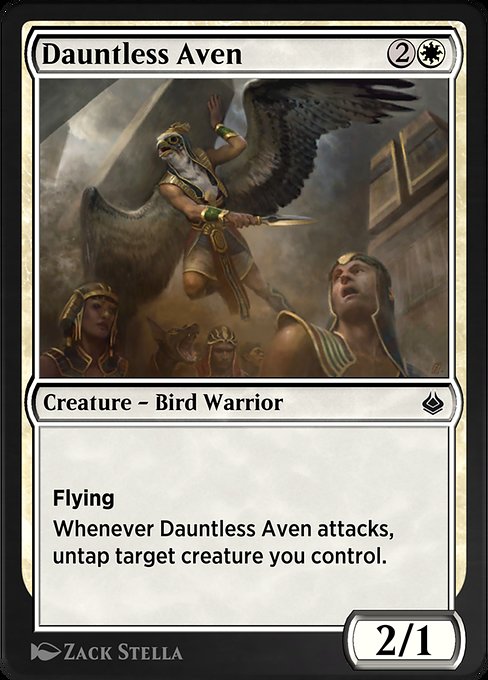 Dauntless Aven 2
Creature – Bird Warrior
Flying
Whenever Dauntless Aven attacks,
untap target creature you control.
2/1
Zack Stella